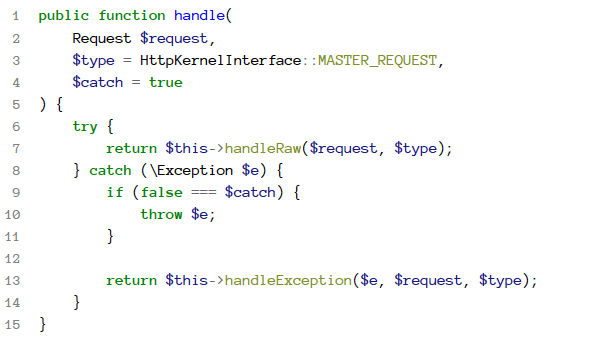 1 public function handle(
2     Request $request,
3     $type = HttpKernelInterface::MASTER_REQUEST,
4     $catch = true
5 ) {
6     try {
7         return $this->handleRaw($request, $type);
8     } catch (\Exception $e) {
9         if (false === $catch) {
10             throw $e;
11         }
12
13         return $this->handleException($e, $request, $type);
14     }
15 }